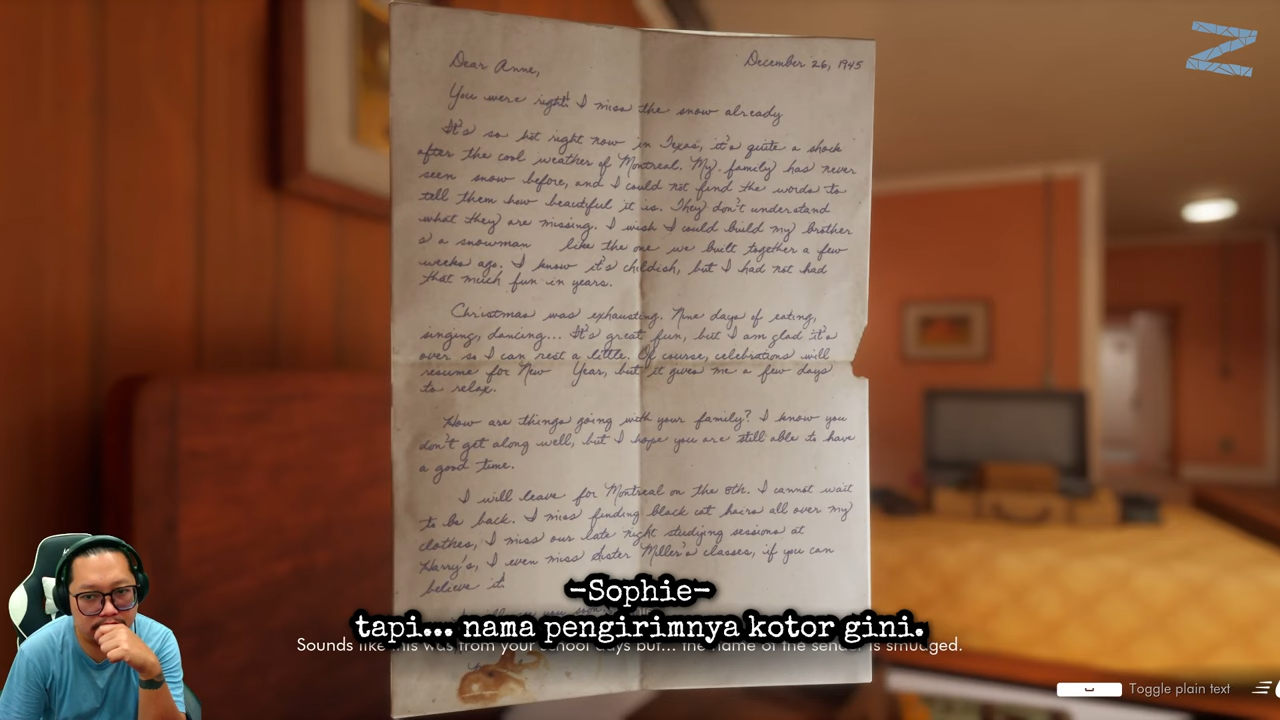 December 26, 1945
Dear Anne,
You were right! I miss the snow already
It's so hot right now in Texas, it's quite a shock
after the cool weather of Montreal. My family has never
seen snow before, and I could not find the words to
tell them how beautiful it is. They don't understand
what they are missing. I wish I could build my brother
s a snowman like the one we built together a few
weeks ago. I know it's childish, but I had not had
that much fun in years.
Christmas was exhausting. Nine days of eating,
singing, dancing... It's great fun, but I am glad it's
over so I can rest a little. Of course, celebrations will
resume for New Year, but it gives me a few days
to relax.
How are things going with your family? I know you
don't get along well, but I hope you are still able to have
a good time.
I will leave for Montreal on the 8th. I cannot wait
to be back. I miss finding black cat hairs all over my
clothes, I miss our late night studying sessions at
Harry's, I even miss Sister Miller's classes, if you can
believe it!
-Sophie-
tapi... nama pengirimnya kotor gini.
Sounds like this was from your school days but... the name of the sender is smudged.
Toggle plain text